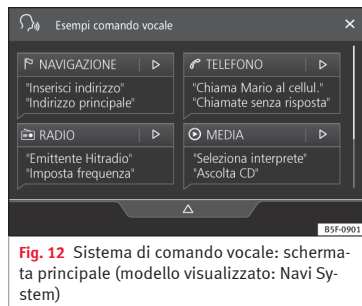 Esempi comando vocale
NAVIGAZIONE
"Inserisci indirizzo"
"Indirizzo principale"
TELEFONO
"Chiama Mario al cellul."
"Chiamate senza risposta"
RADIO
"Emittente Hitradio"
"Imposta frequenza"
MEDIA
"Seleziona interprete"
"Ascolta CD"
B5F-0901
Fig. 12 Sistema di comando vocale: scherma-
ta principale (modello visualizzato: Navi Sy-
stem)